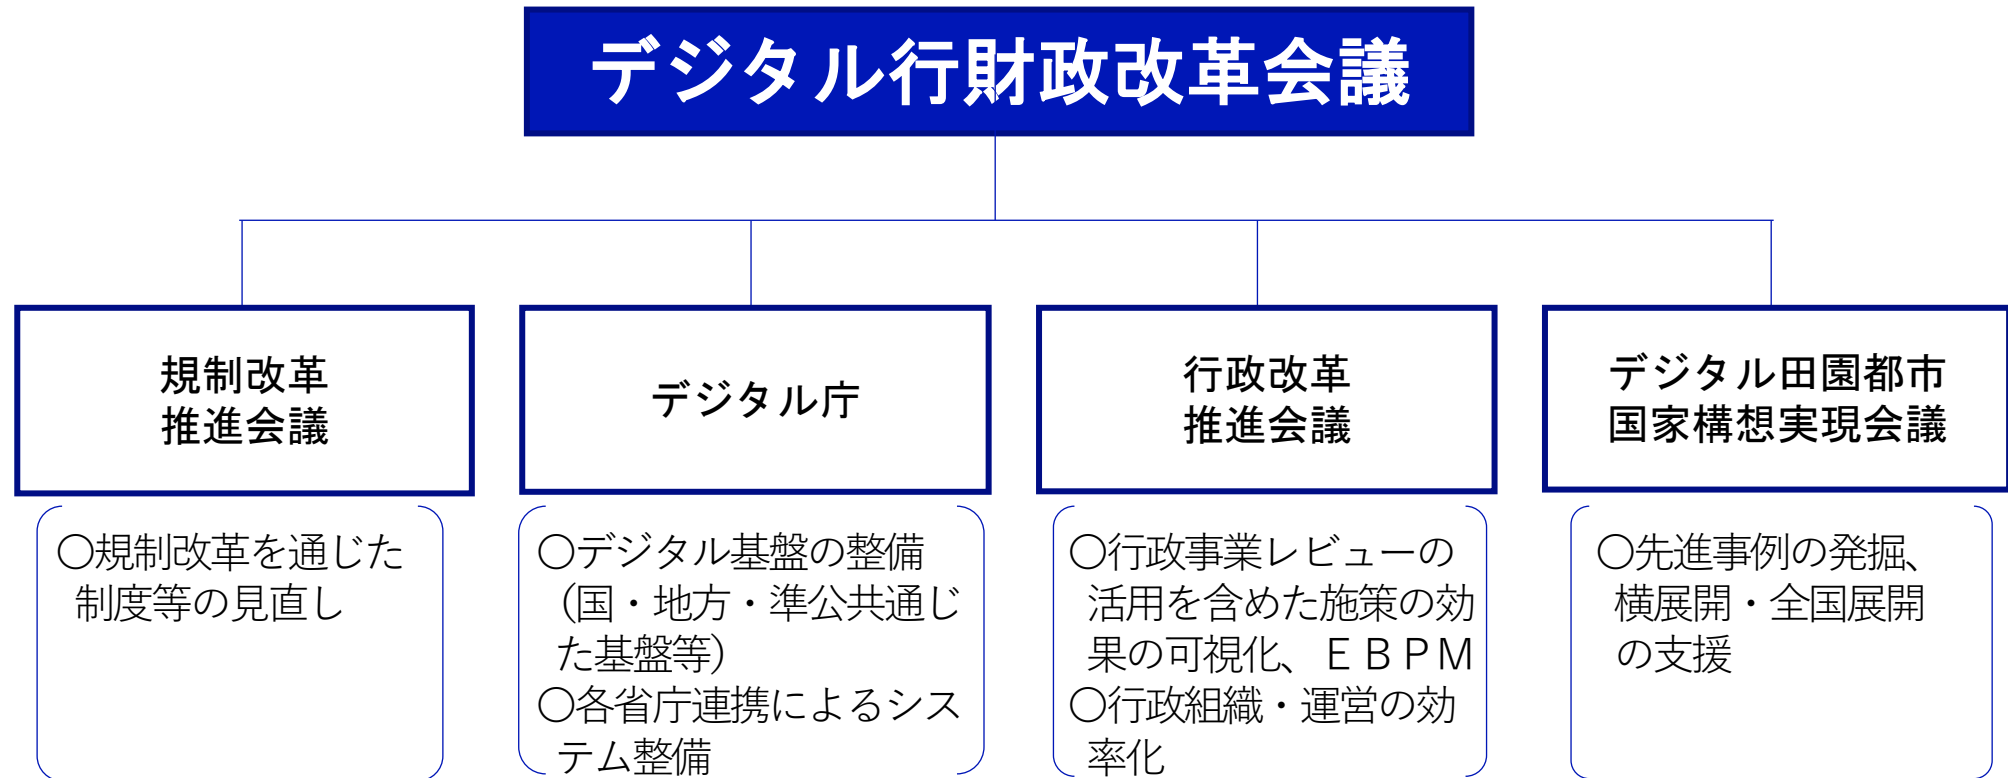 デジタル行財政改革会議
規制改革
推進会議
デジタル庁
行政改革
推進会議
デジタル田園都市
国家構想実現会議
〇規制改革を通じた
制度等の見直し
〇デジタル基盤の整備
（国・地方・準公共通じ
た基盤等）
〇各省庁連携によるシス
テム整備
〇行政事業レビューの
活用を含めた施策の効
果の可視化、ＥＢＰＭ
〇行政組織・運営の効
率化
〇先進事例の発掘、
横展開・全国展開
の支援